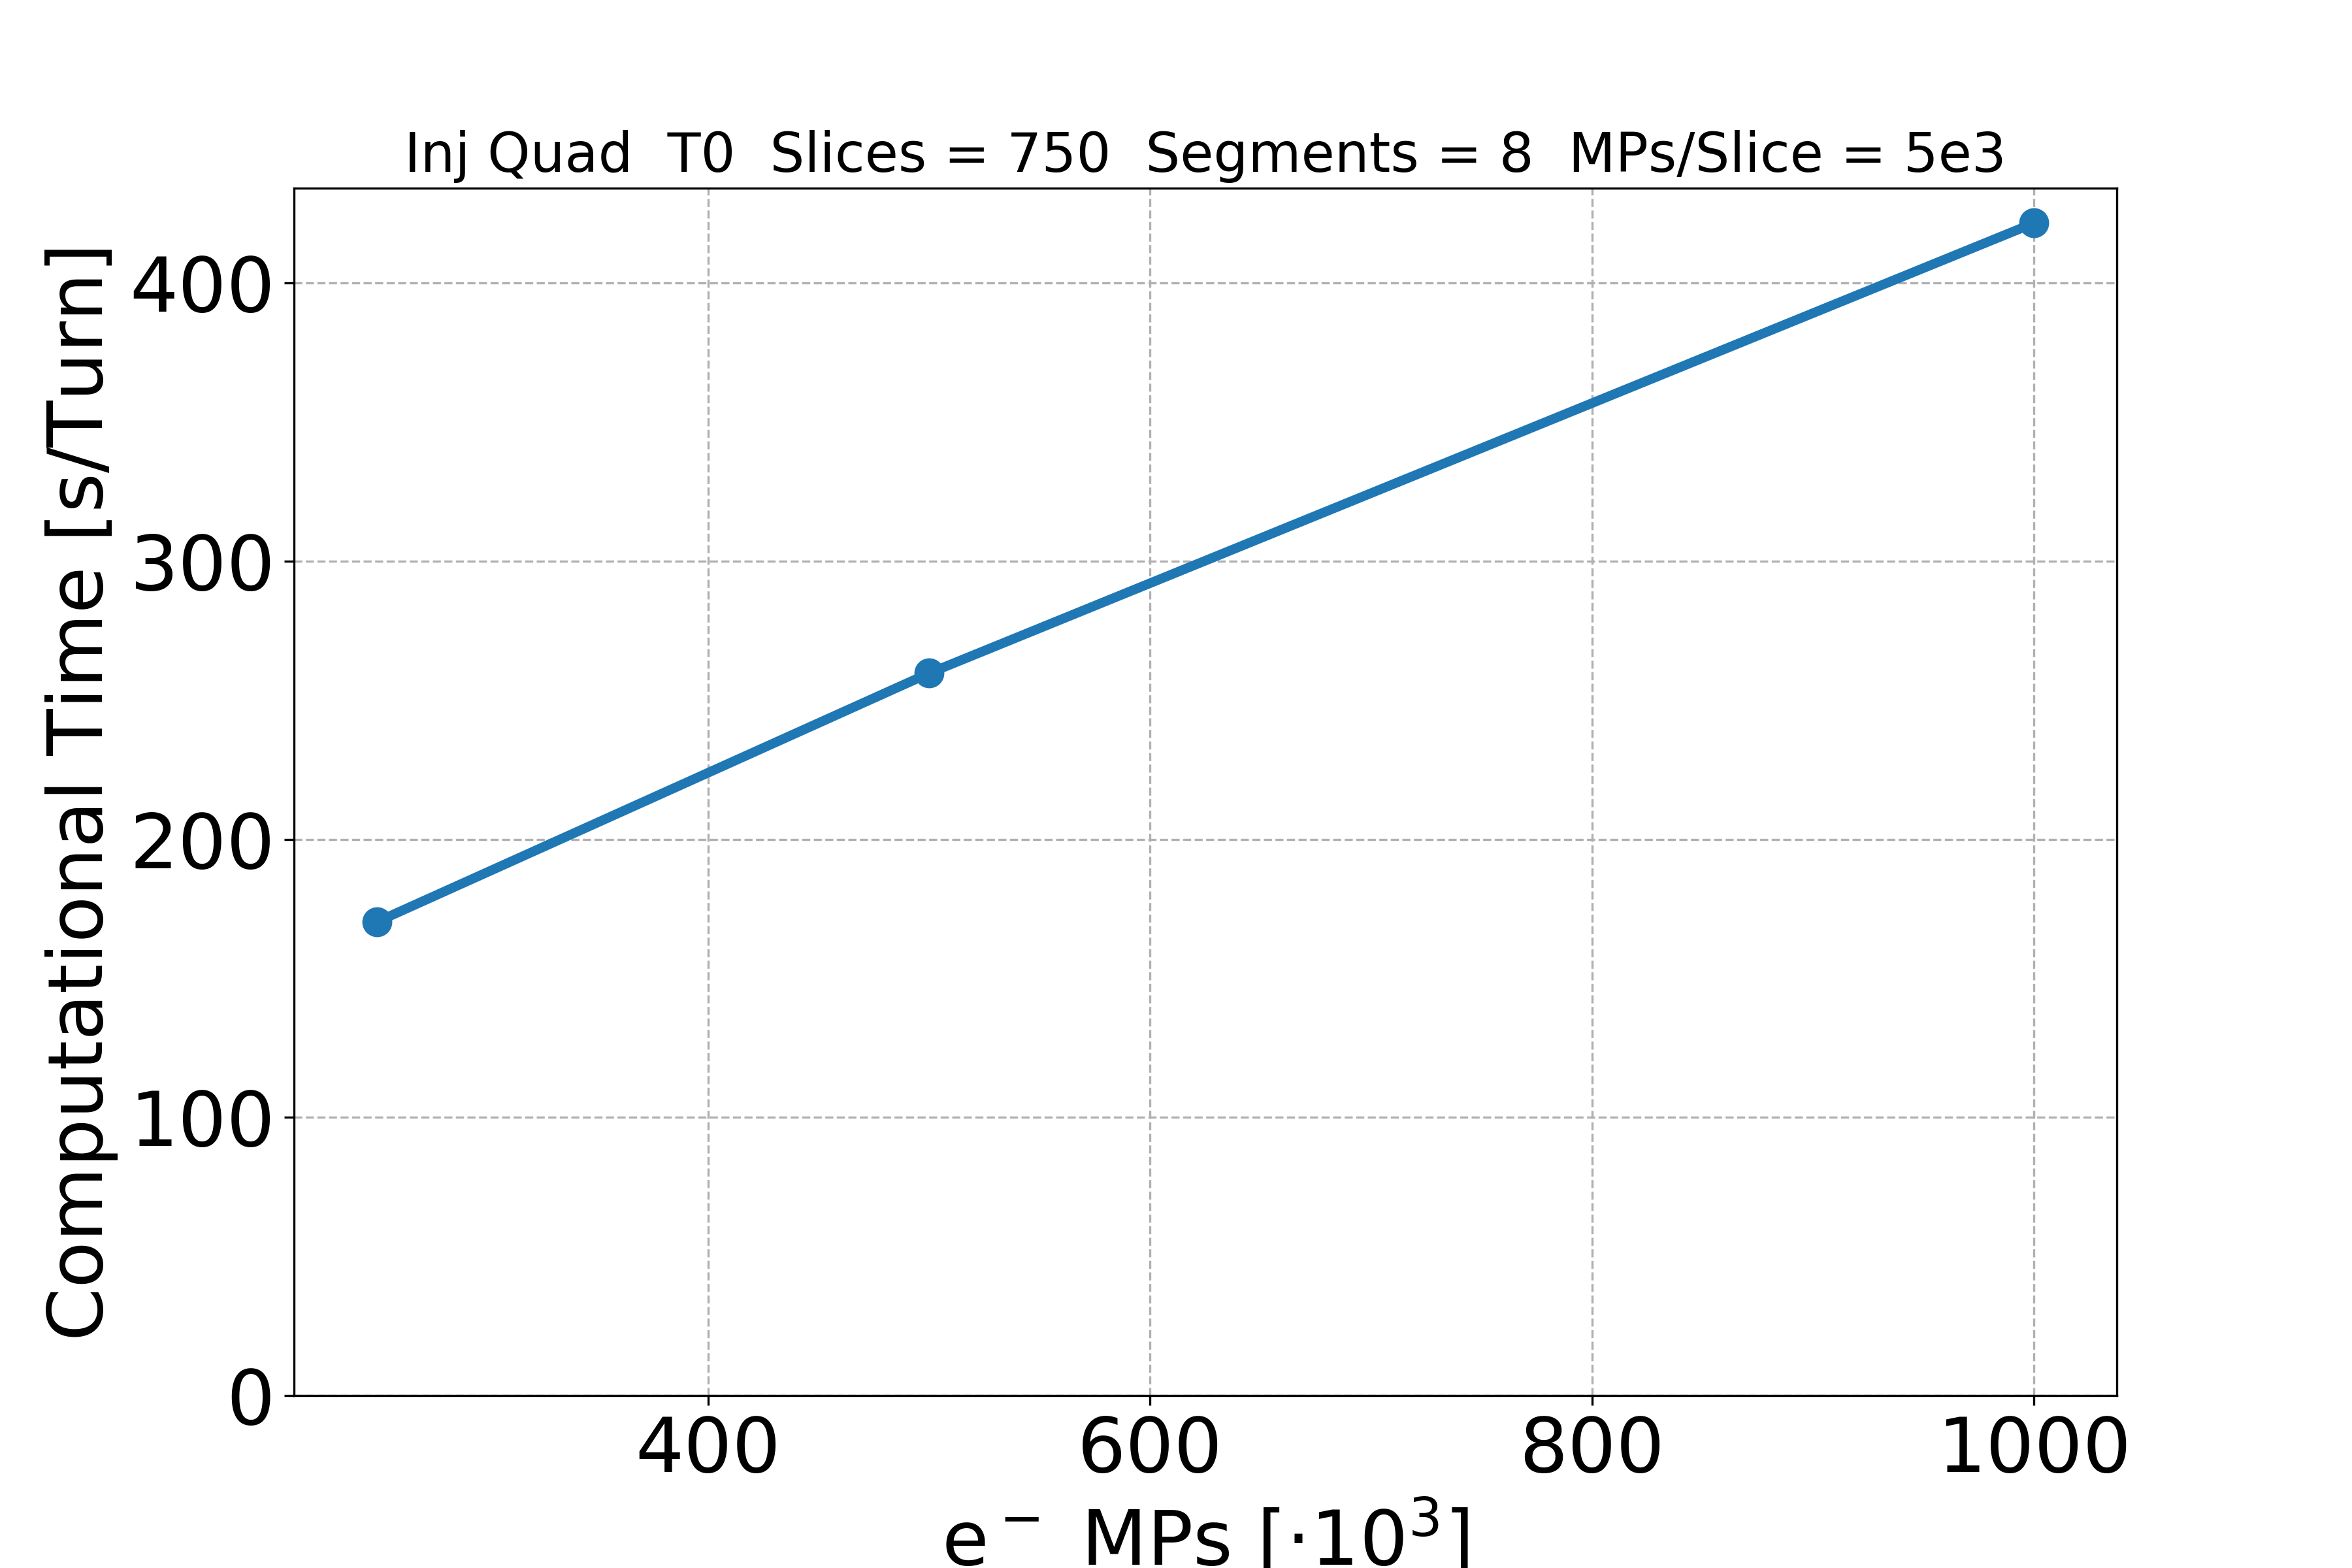 Inj Quad T0 Slices = 750 Segments = 8 MPs/Slice = 5e3
Computational Time [s/Turn]
400
300
200
100
0
400 600 800 1000
e⁻ MPs [·10³]